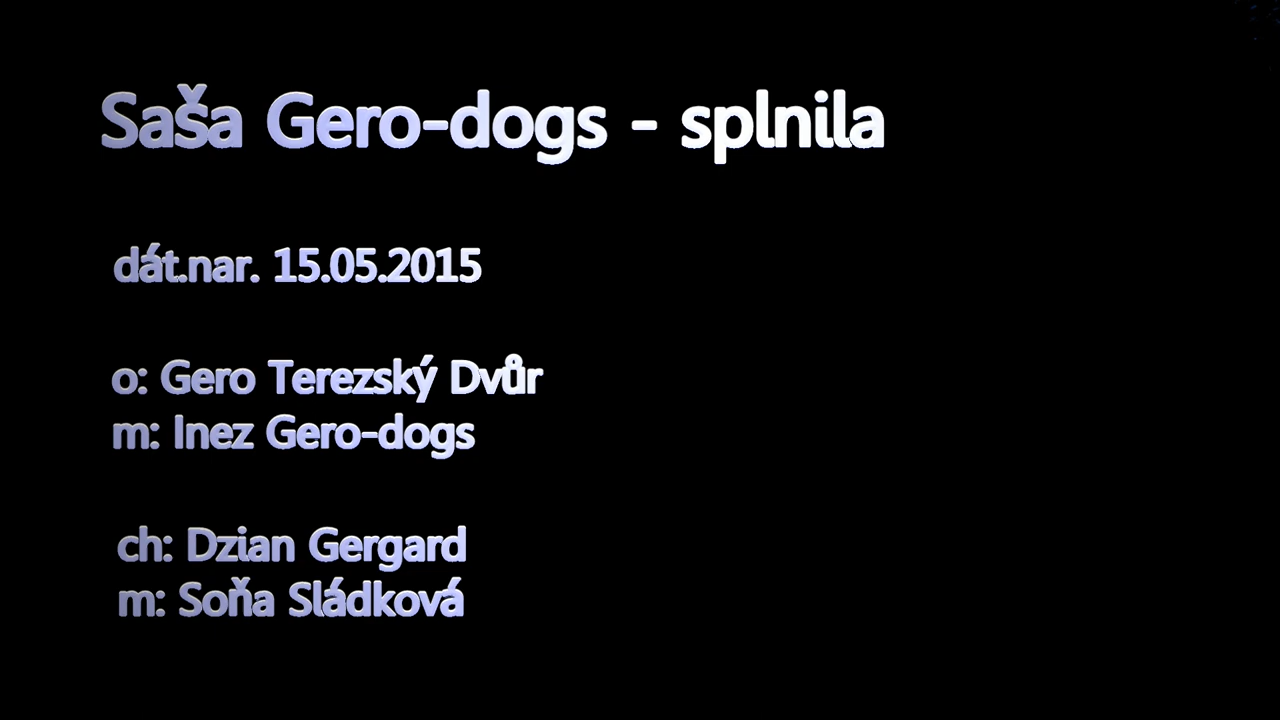 Saša Gero-dogs - splnila
dát.nar. 15.05.2015
o: Gero Terezský Dvůr
m: Inez Gero-dogs
ch: Dzian Gergard
m: Soňa Sládková